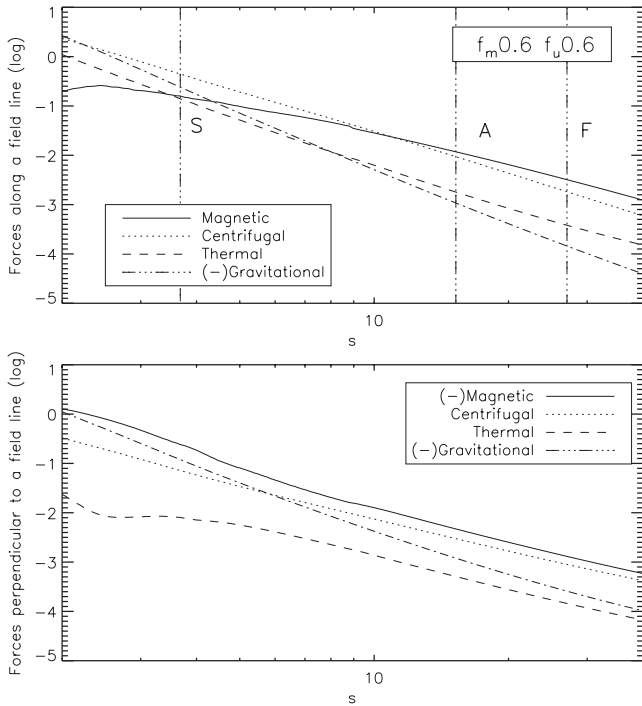 Forces along a field line (log)
1
0
−1
−2
−3
−4
−5
f_m0.6 f_u0.6
S
A
F
Magnetic
Centrifugal
Thermal
(−)Gravitational
10
s
Forces perpendicular to a field line (log)
1
0
−1
−2
−3
−4
−5
(−)Magnetic
Centrifugal
Thermal
(−)Gravitational
10
s